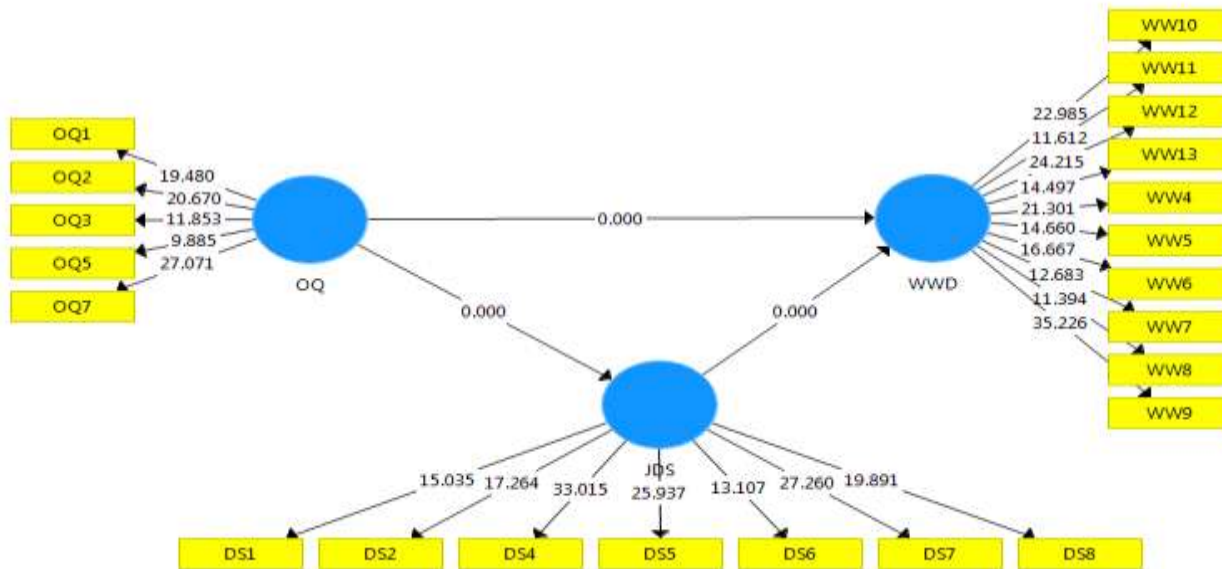 WW10
WW11
WW12
WW13
WW4
WW5
WW6
WW7
WW8
WW9
22.985
11.612
24.215
14.497
21.301
14.660
16.667
12.683
11.394
35.226
WWD
OQ1
OQ2
OQ3
OQ5
OQ7
19.480
20.670
11.853
9.885
27.071
OQ
0.000
0.000
0.000
JDS
15.035
17.264
33.015
25.937
13.107
27.260
19.891
DS1
DS2
DS4
DS5
DS6
DS7
DS8